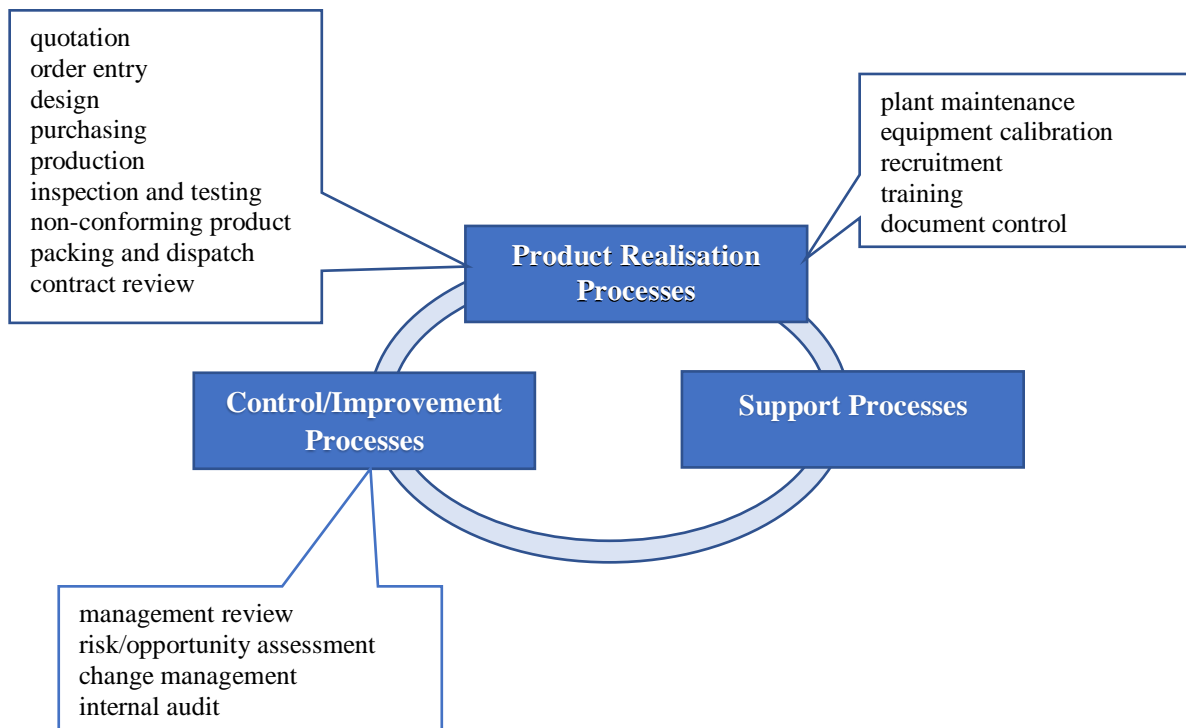 quotation
order entry
design
purchasing
production
inspection and testing
non-conforming product
packing and dispatch
contract review
plant maintenance
equipment calibration
recruitment
training
document control
Product Realisation
Processes
Control/Improvement
Processes
Support Processes
management review
risk/opportunity assessment
change management
internal audit